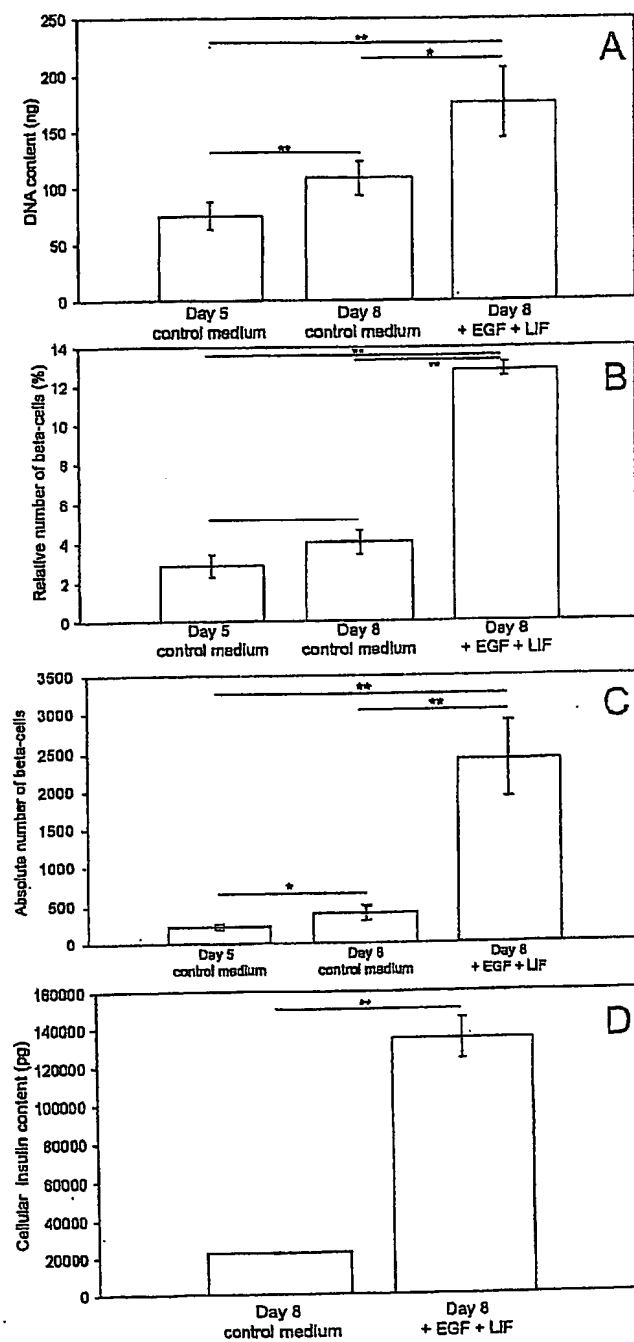 A
DNA content (ng)
250
200
150
100
50
0
**
*
**
Day 5
control medium
Day 8
control medium
Day 8
+ EGF + LIF
B
Relative number of beta-cells (%)
14
12
10
8
6
4
2
0
**
**
Day 5
control medium
Day 8
control medium
Day 8
+ EGF + LIF
C
Absolute number of beta-cells
3500
3000
2500
2000
1500
1000
500
0
**
**
*
Day 5
control medium
Day 8
control medium
Day 8
+ EGF + LIF
D
Cellular insulin content (pg)
160000
140000
120000
100000
80000
60000
40000
20000
0
**
Day 8
control medium
Day 8
+ EGF + LIF